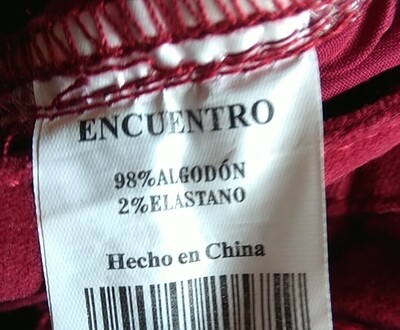 ENCUENTRO
98%ALGODÓN
2%ELASTANO
Hecho en China